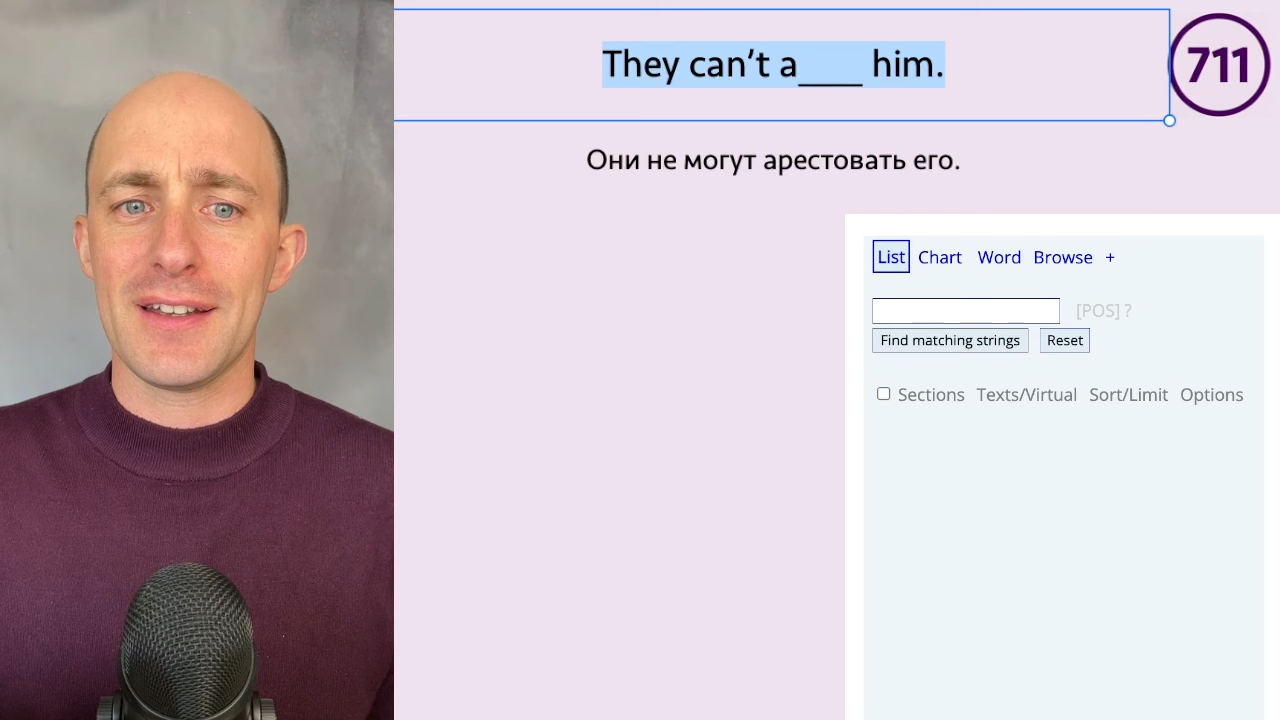 They can’t a____ him.
711
Они не могут арестовать его.
List Chart Word Browse +
[POS] ?
Find matching strings Reset
Sections Texts/Virtual Sort/Limit Options